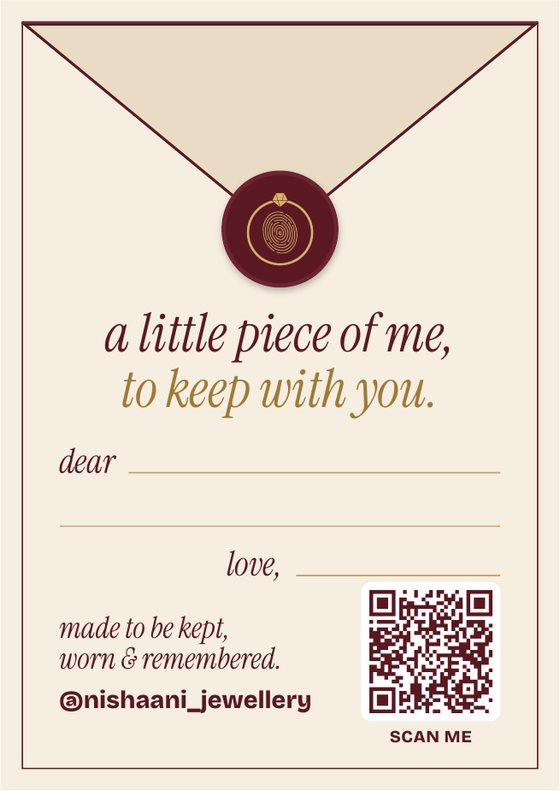 a little piece of me,
to keep with you.
dear
love,
made to be kept,
worn & remembered.
@nishaani_jewellery
SCAN ME